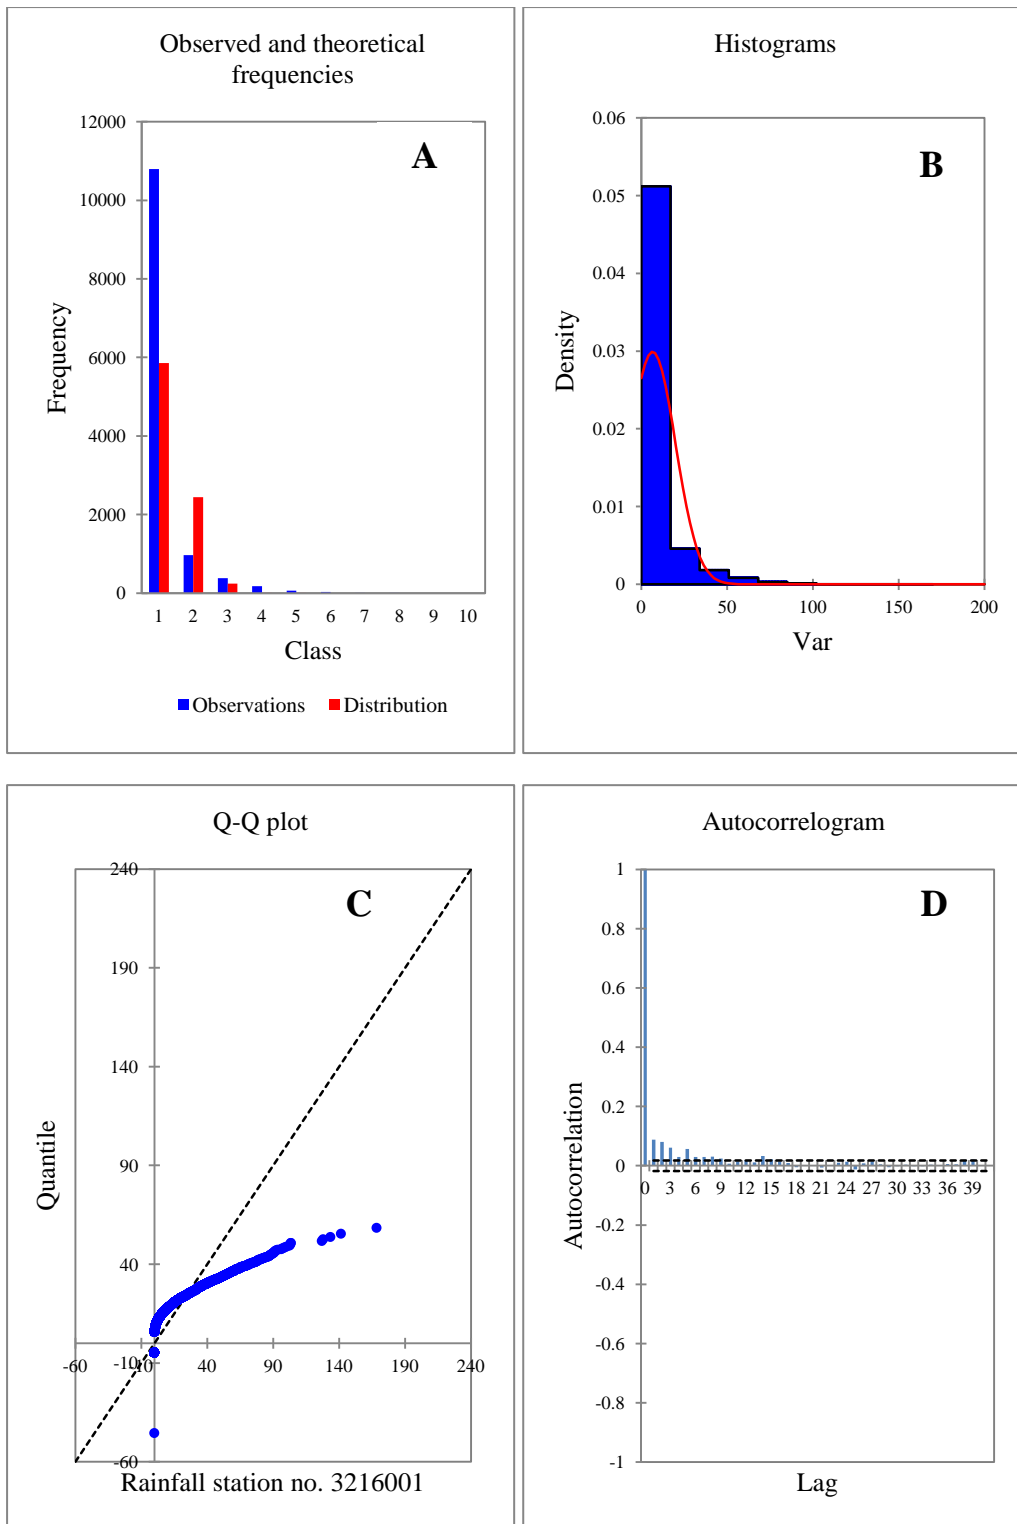 Observed and theoretical
frequencies
A
12000
10000
8000
6000
4000
2000
0
Frequency
1 2 3 4 5 6 7 8 9 10
Class
Observations Distribution
Histograms
B
0.06
0.05
0.04
0.03
0.02
0.01
0
Density
0 50 100 150 200
Var
Q-Q plot
C
240
190
140
90
40
-10
-60
Quantile
-60 -10 40 90 140 190 240
Rainfall station no. 3216001
Autocorrelogram
D
1
0.8
0.6
0.4
0.2
0
-0.2
-0.4
-0.6
-0.8
-1
Autocorrelation
0 3 6 9 12 15 18 21 24 27 30 33 36 39
Lag